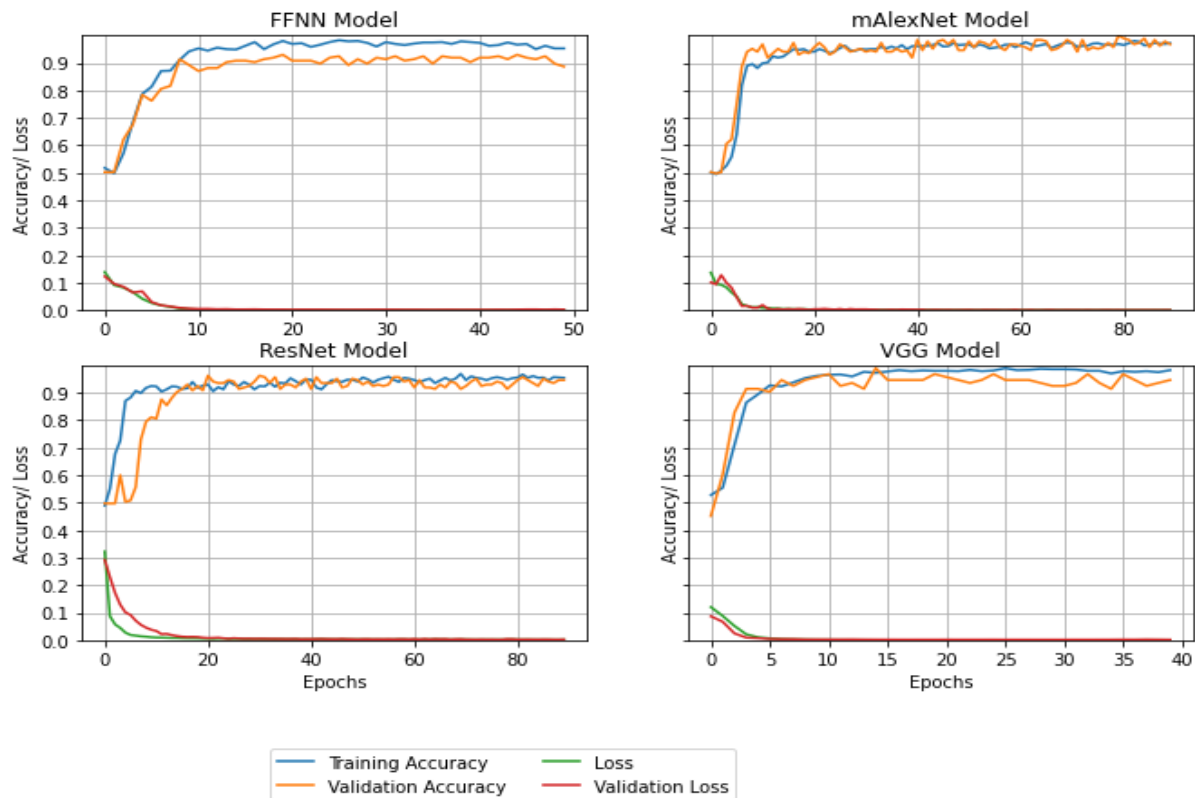 FFNN Model
mAlexNet Model
Accuracy/ Loss
0.9
0.8
0.7
0.6
0.5
0.4
0.3
0.2
0.1
0.0
0 10 20 30 40 50
Accuracy/ Loss
0 20 40 60 80
ResNet Model
VGG Model
Accuracy/ Loss
0.9
0.8
0.7
0.6
0.5
0.4
0.3
0.2
0.1
0.0
0 20 40 60 80
Epochs
Accuracy/ Loss
0 5 10 15 20 25 30 35 40
Epochs
Training Accuracy
Validation Accuracy
Loss
Validation Loss